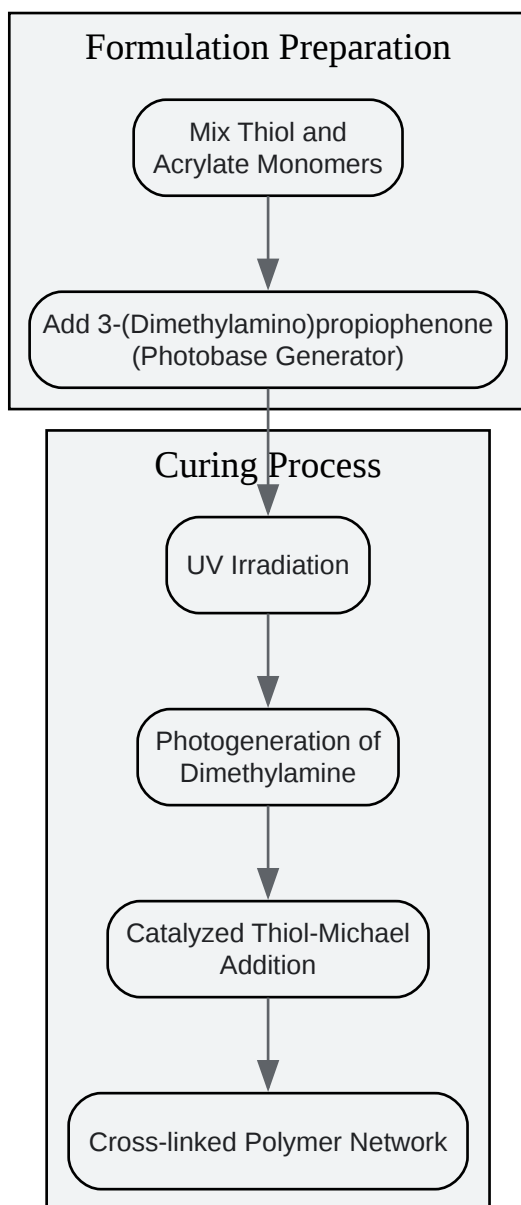 Formulation Preparation
Mix Thiol and
Acrylate Monomers
Add 3-(Dimethylamino)propiophenone
(Photobase Generator)
Curing Process
UV Irradiation
Photogeneration of
Dimethylamine
Catalyzed Thiol-Michael
Addition
Cross-linked Polymer Network